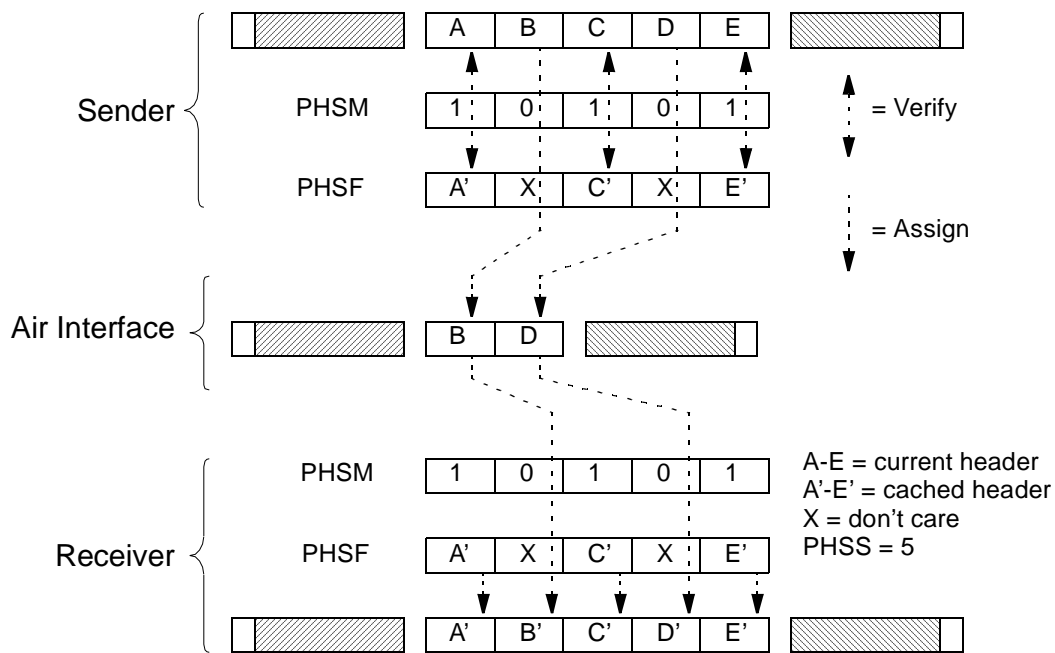 A B C D E
Sender
PHSM
1 0 1 0 1
= Verify
PHSF
A' X C' X E'
= Assign
Air Interface
B D
PHSM
1 0 1 0 1
A-E = current header
A'-E' = cached header
X = don't care
PHSS = 5
Receiver
PHSF
A' X C' X E'
A' B' C' D' E'